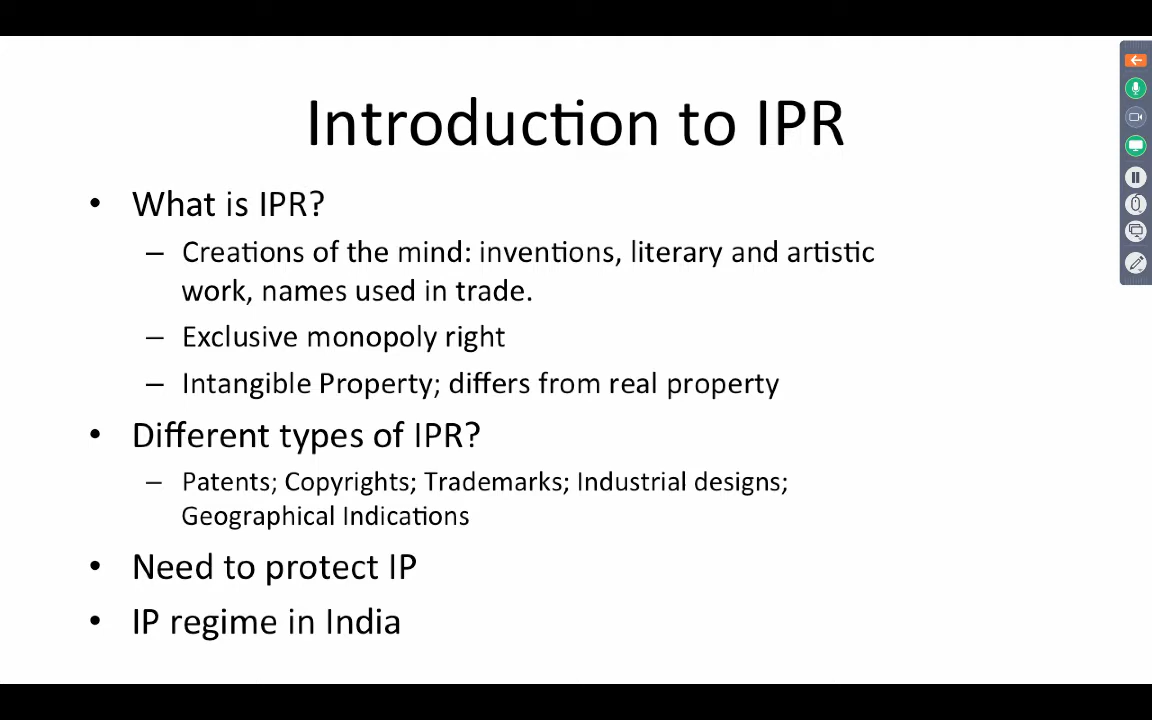 Introduction to IPR
• What is IPR?
– Creations of the mind: inventions, literary and artistic
work, names used in trade.
– Exclusive monopoly right
– Intangible Property; differs from real property
• Different types of IPR?
– Patents; Copyrights; Trademarks; Industrial designs;
Geographical Indications
• Need to protect IP
• IP regime in India